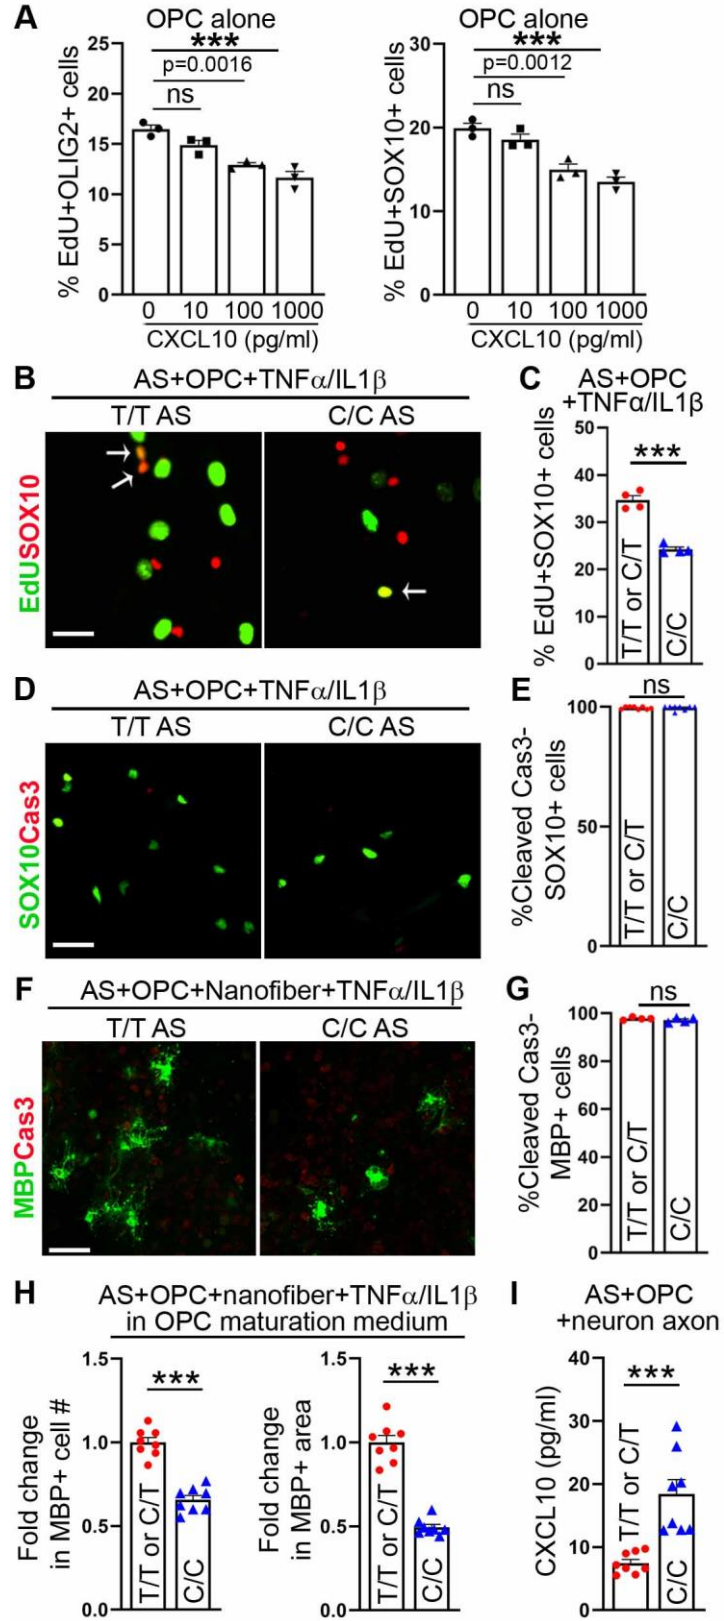 A
OPC alone
% EdU+OLIG2+ cells
25
20
15
10
5
0
***
p=0.0016
ns
0 10 100 1000
CXCL10 (pg/ml)
OPC alone
% EdU+SOX10+ cells
30
20
10
0
***
p=0.0012
ns
0 10 100 1000
CXCL10 (pg/ml)
B
AS+OPC+TNFα/IL1β
T/T AS
C/C AS
EdUSOX10
C
AS+OPC
+TNFα/IL1β
% EdU+SOX10+ cells
50
40
30
20
10
0
***
T/T or C/T
C/C
D
AS+OPC+TNFα/IL1β
T/T AS
C/C AS
SOX10Cas3
E
%Cleaved Cas3-
SOX10+ cells
100
50
0
ns
T/T or C/T
C/C
F
AS+OPC+Nanofiber+TNFα/IL1β
T/T AS
C/C AS
MBPCas3
G
%Cleaved Cas3-
MBP+ cells
100
80
60
40
20
0
ns
T/T or C/T
C/C
H
AS+OPC+nanofiber+TNFα/IL1β
in OPC maturation medium
Fold change
in MBP+ cell #
1.5
1.0
0.5
0.0
***
T/T or C/T
C/C
Fold change
in MBP+ area
1.5
1.0
0.5
0.0
***
T/T or C/T
C/C
I
AS+OPC
+neuron axon
CXCL10 (pg/ml)
40
30
20
10
0
***
T/T or C/T
C/C